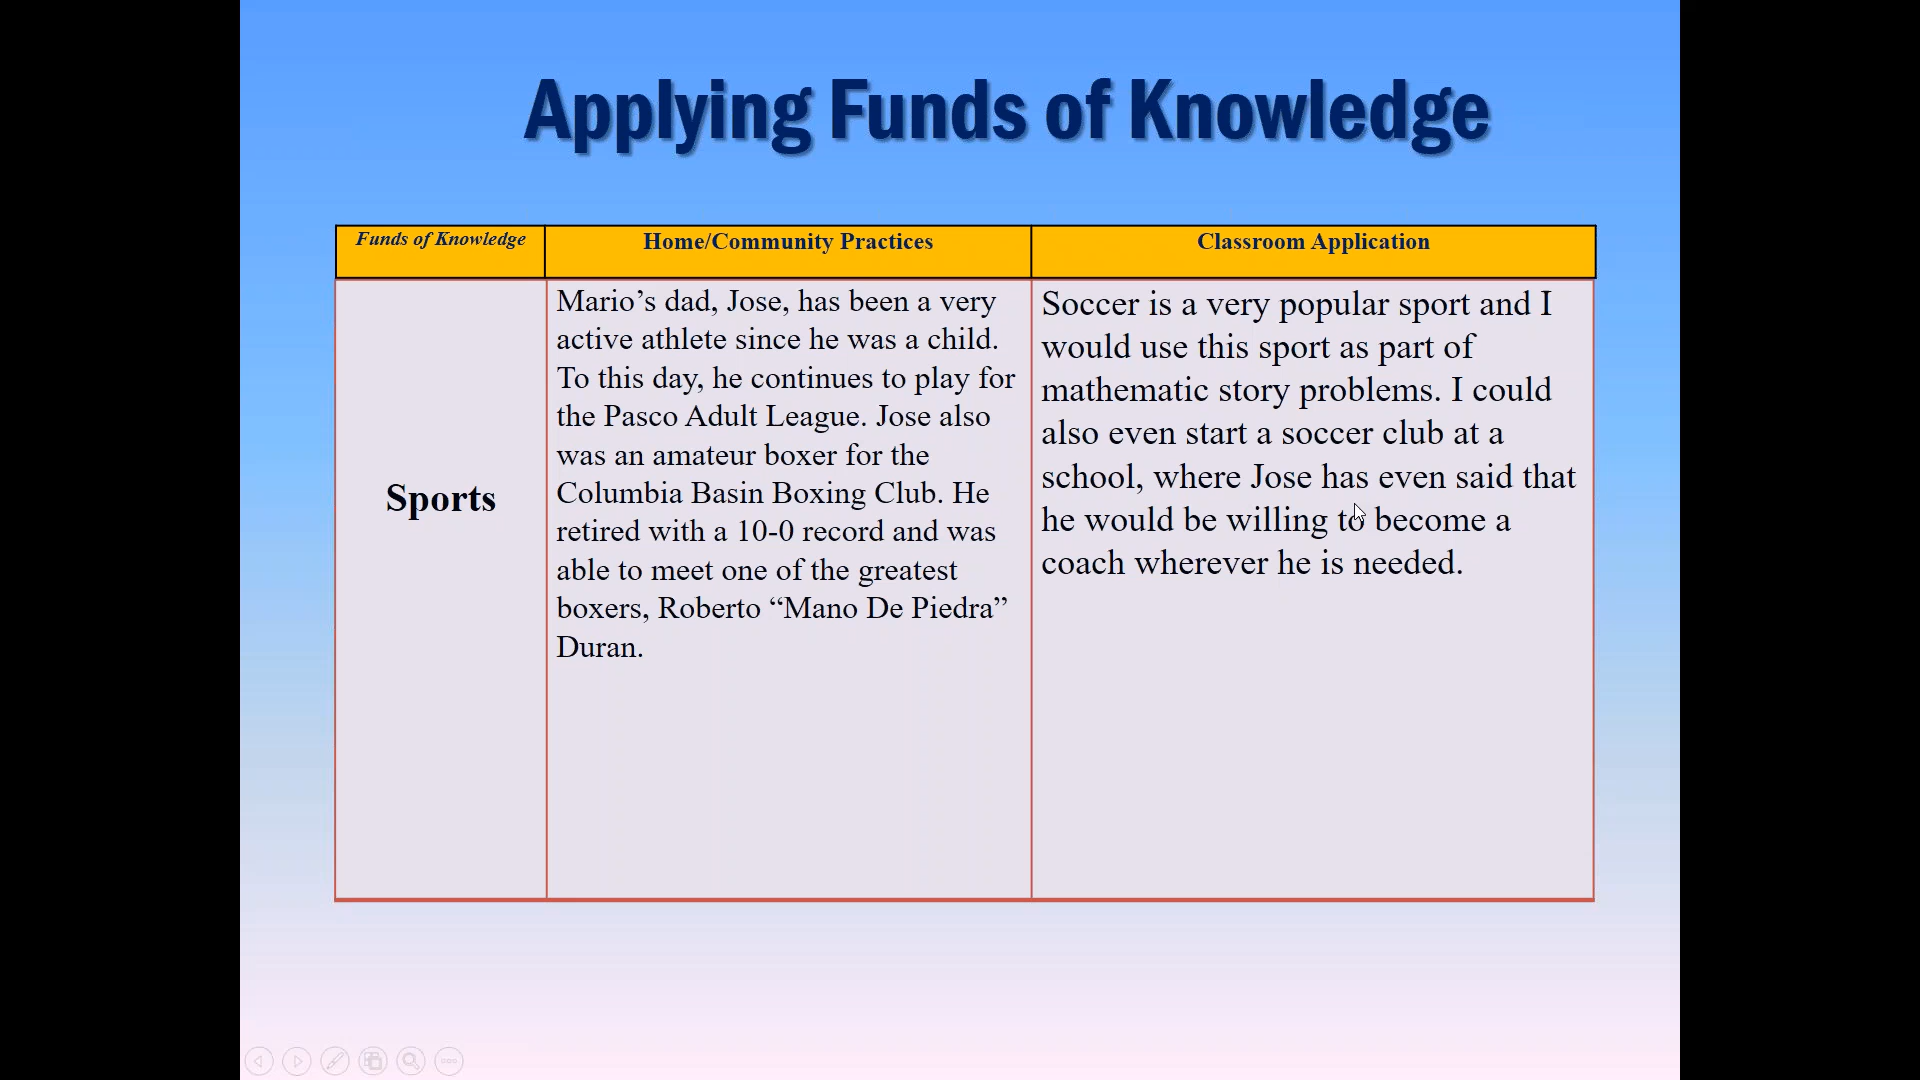 Applying Funds of Knowledge
Funds of Knowledge
Home/Community Practices
Classroom Application
Sports
Mario’s dad, Jose, has been a very
active athlete since he was a child.
To this day, he continues to play for
the Pasco Adult League. Jose also
was an amateur boxer for the
Columbia Basin Boxing Club. He
retired with a 10-0 record and was
able to meet one of the greatest
boxers, Roberto “Mano De Piedra”
Duran.
Soccer is a very popular sport and I
would use this sport as part of
mathematic story problems. I could
also even start a soccer club at a
school, where Jose has even said that
he would be willing to become a
coach wherever he is needed.